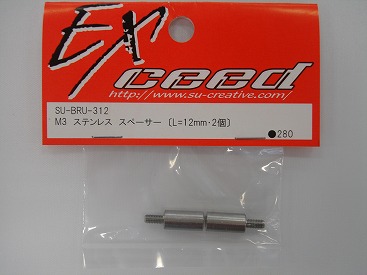 Ex
ceed
http://www.su-creative.com/
SU-BRU-312
M3 ステンレス スペーサー 〔L=12mm・2個〕
●280